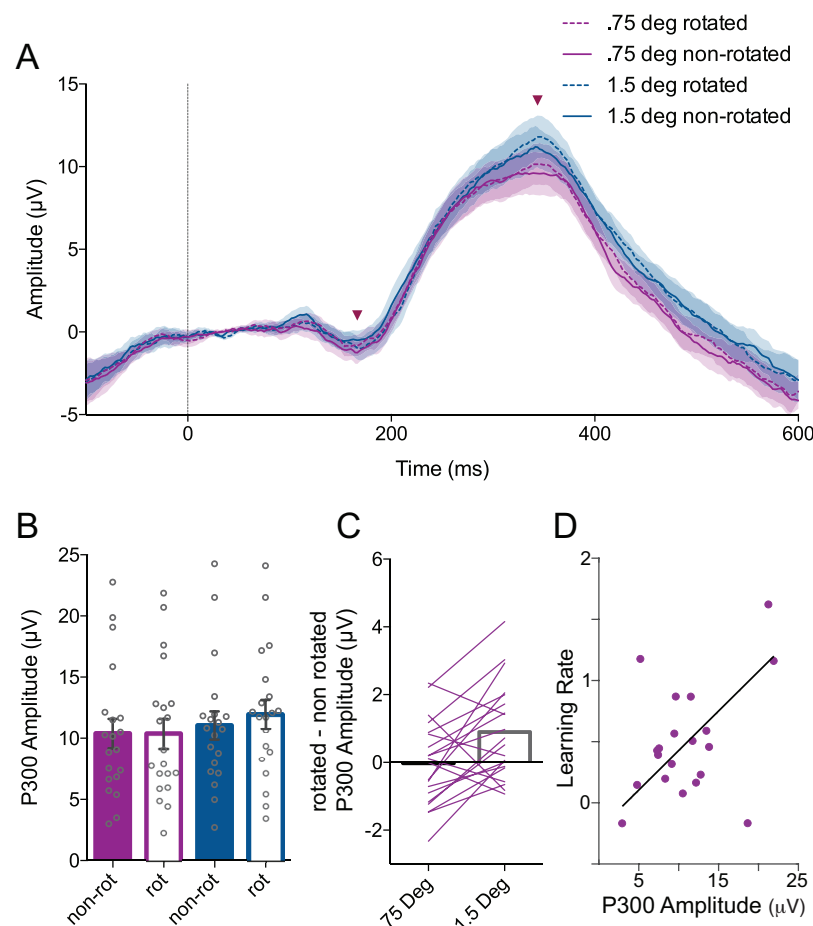 .75 deg rotated
.75 deg non-rotated
1.5 deg rotated
1.5 deg non-rotated
A
15
10
5
0
-5
Amplitude (μV)
0
200
400
600
Time (ms)
B
25
20
15
10
5
0
P300 Amplitude (μV)
non-rot
rot
non-rot
rot
C
6
4
2
0
-2
rotated - non rotated
P300 Amplitude (μV)
75 Deg
1.5 Deg
D
2
1
0
Learning Rate
5
15
25
P300 Amplitude (μV)